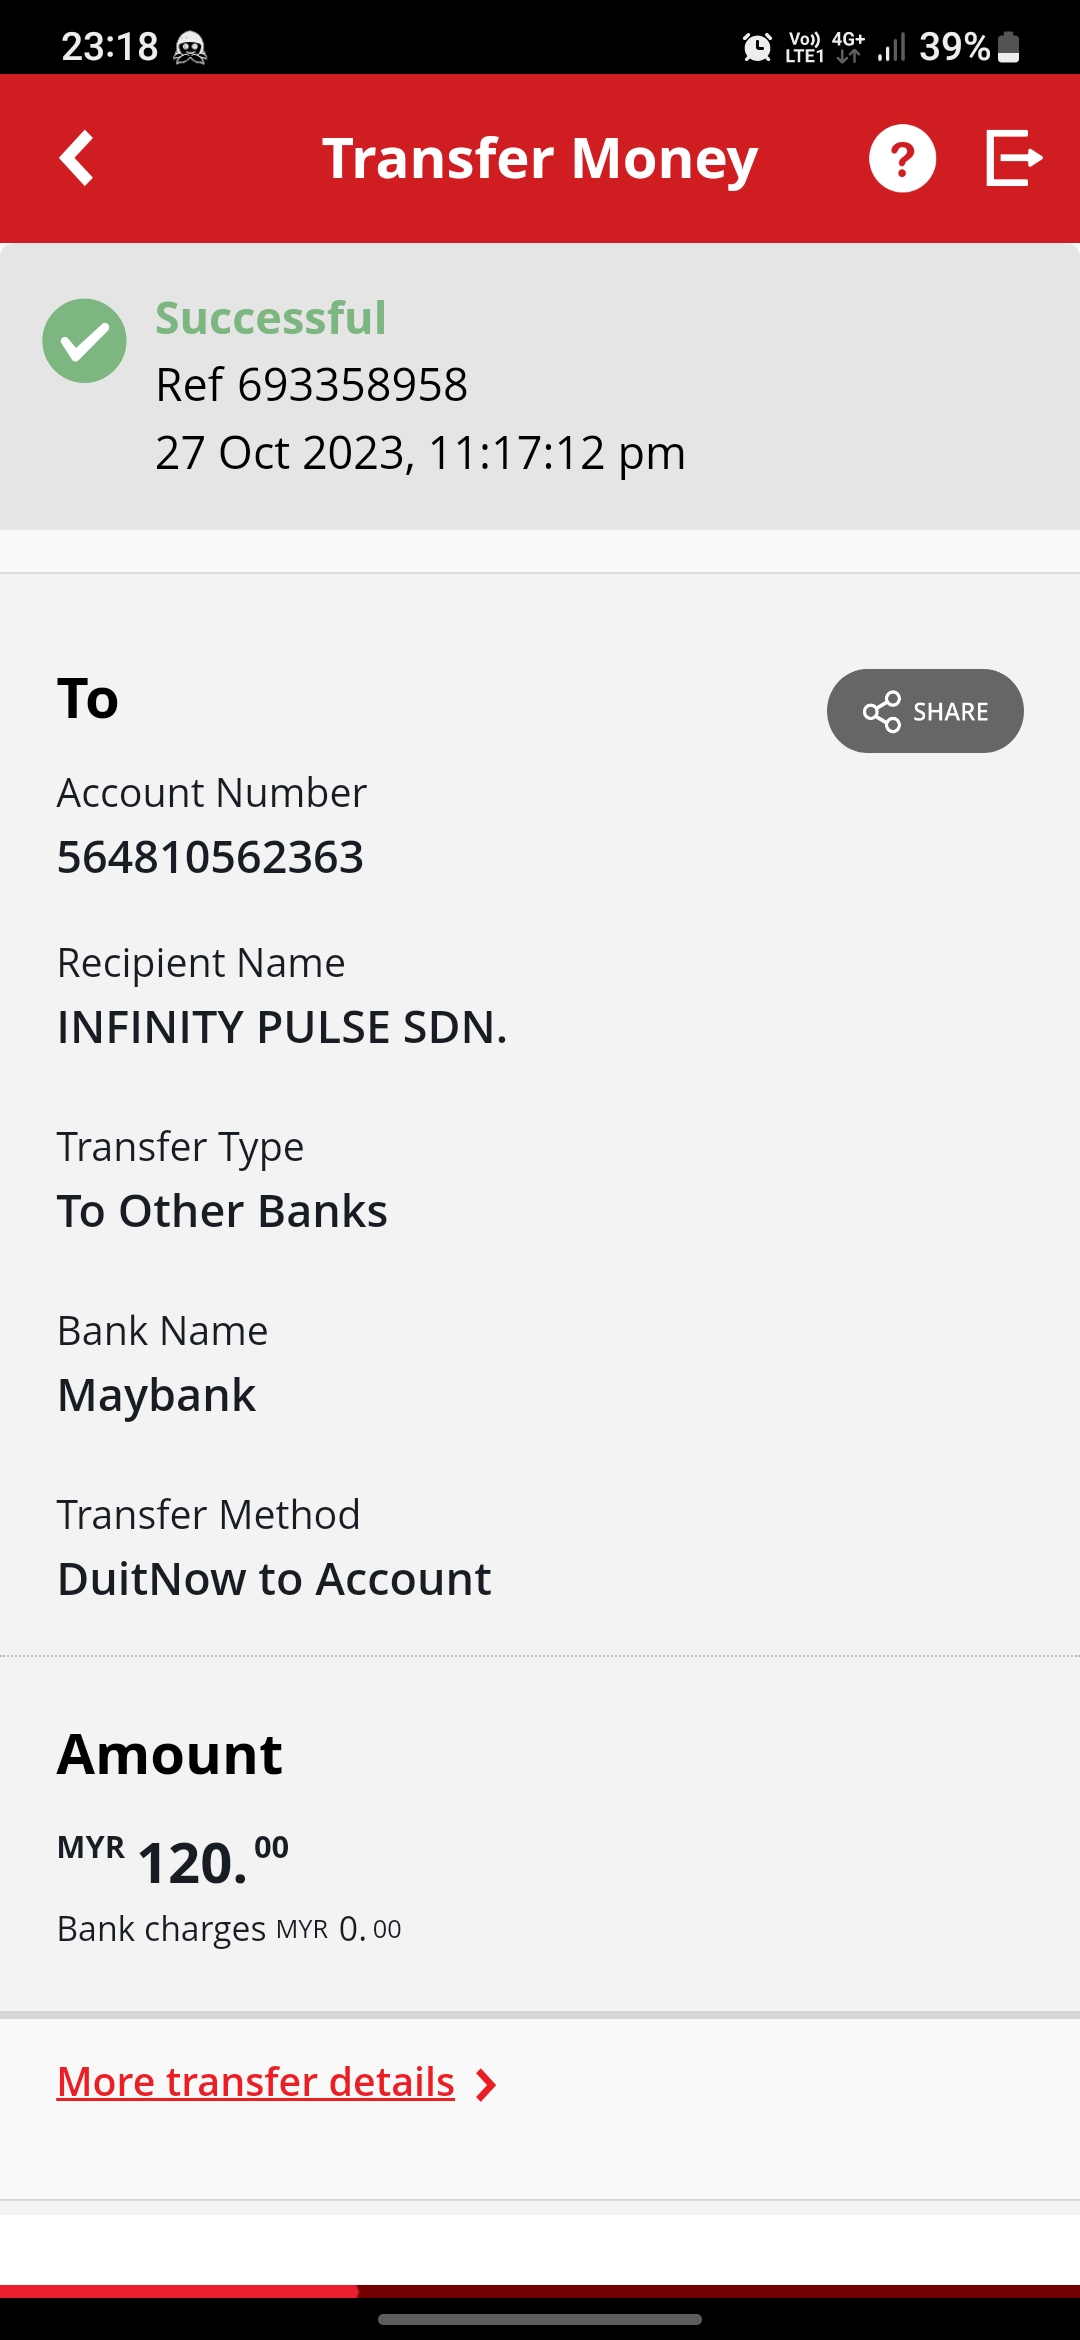 23:18
Vo)) LTE1 4G+ 39%
Transfer Money
?
Successful
Ref 693358958
27 Oct 2023, 11:17:12 pm
To
SHARE
Account Number
564810562363
Recipient Name
INFINITY PULSE SDN.
Transfer Type
To Other Banks
Bank Name
Maybank
Transfer Method
DuitNow to Account
Amount
MYR 120.00
Bank charges MYR 0.00
More transfer details